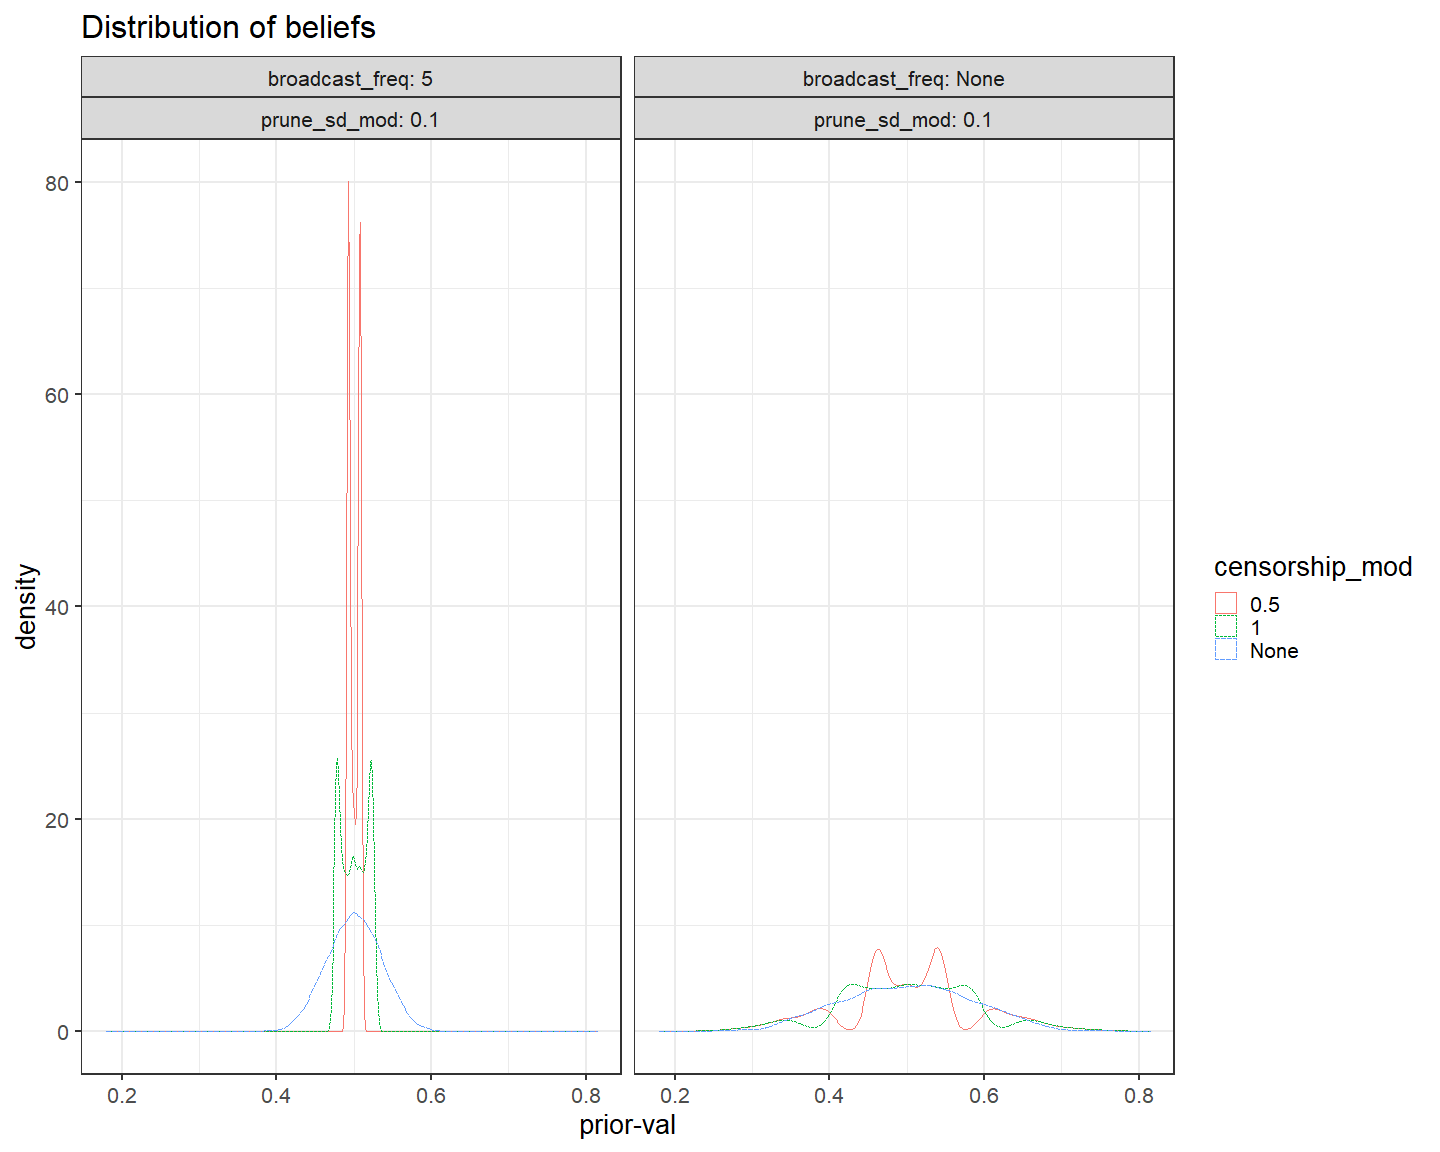 Distribution of beliefs
broadcast_freq: 5
broadcast_freq: None
prune_sd_mod: 0.1
prune_sd_mod: 0.1
80
60
40
20
0
density
0.2 0.4 0.6 0.8
0.2 0.4 0.6 0.8
prior-val
censorship_mod
0.5
1
None